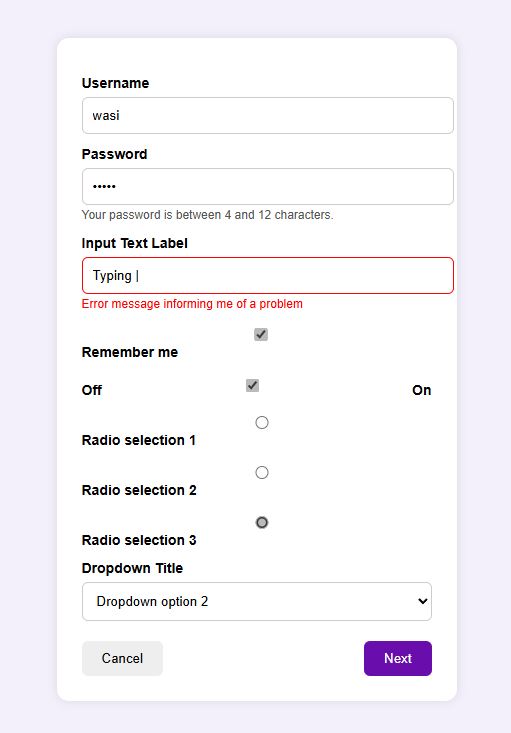 Username
wasi
Password
•••••
Your password is between 4 and 12 characters.
Input Text Label
Typing |
Error message informing me of a problem
Remember me
Off On
Radio selection 1
Radio selection 2
Radio selection 3
Dropdown Title
Dropdown option 2
Cancel Next